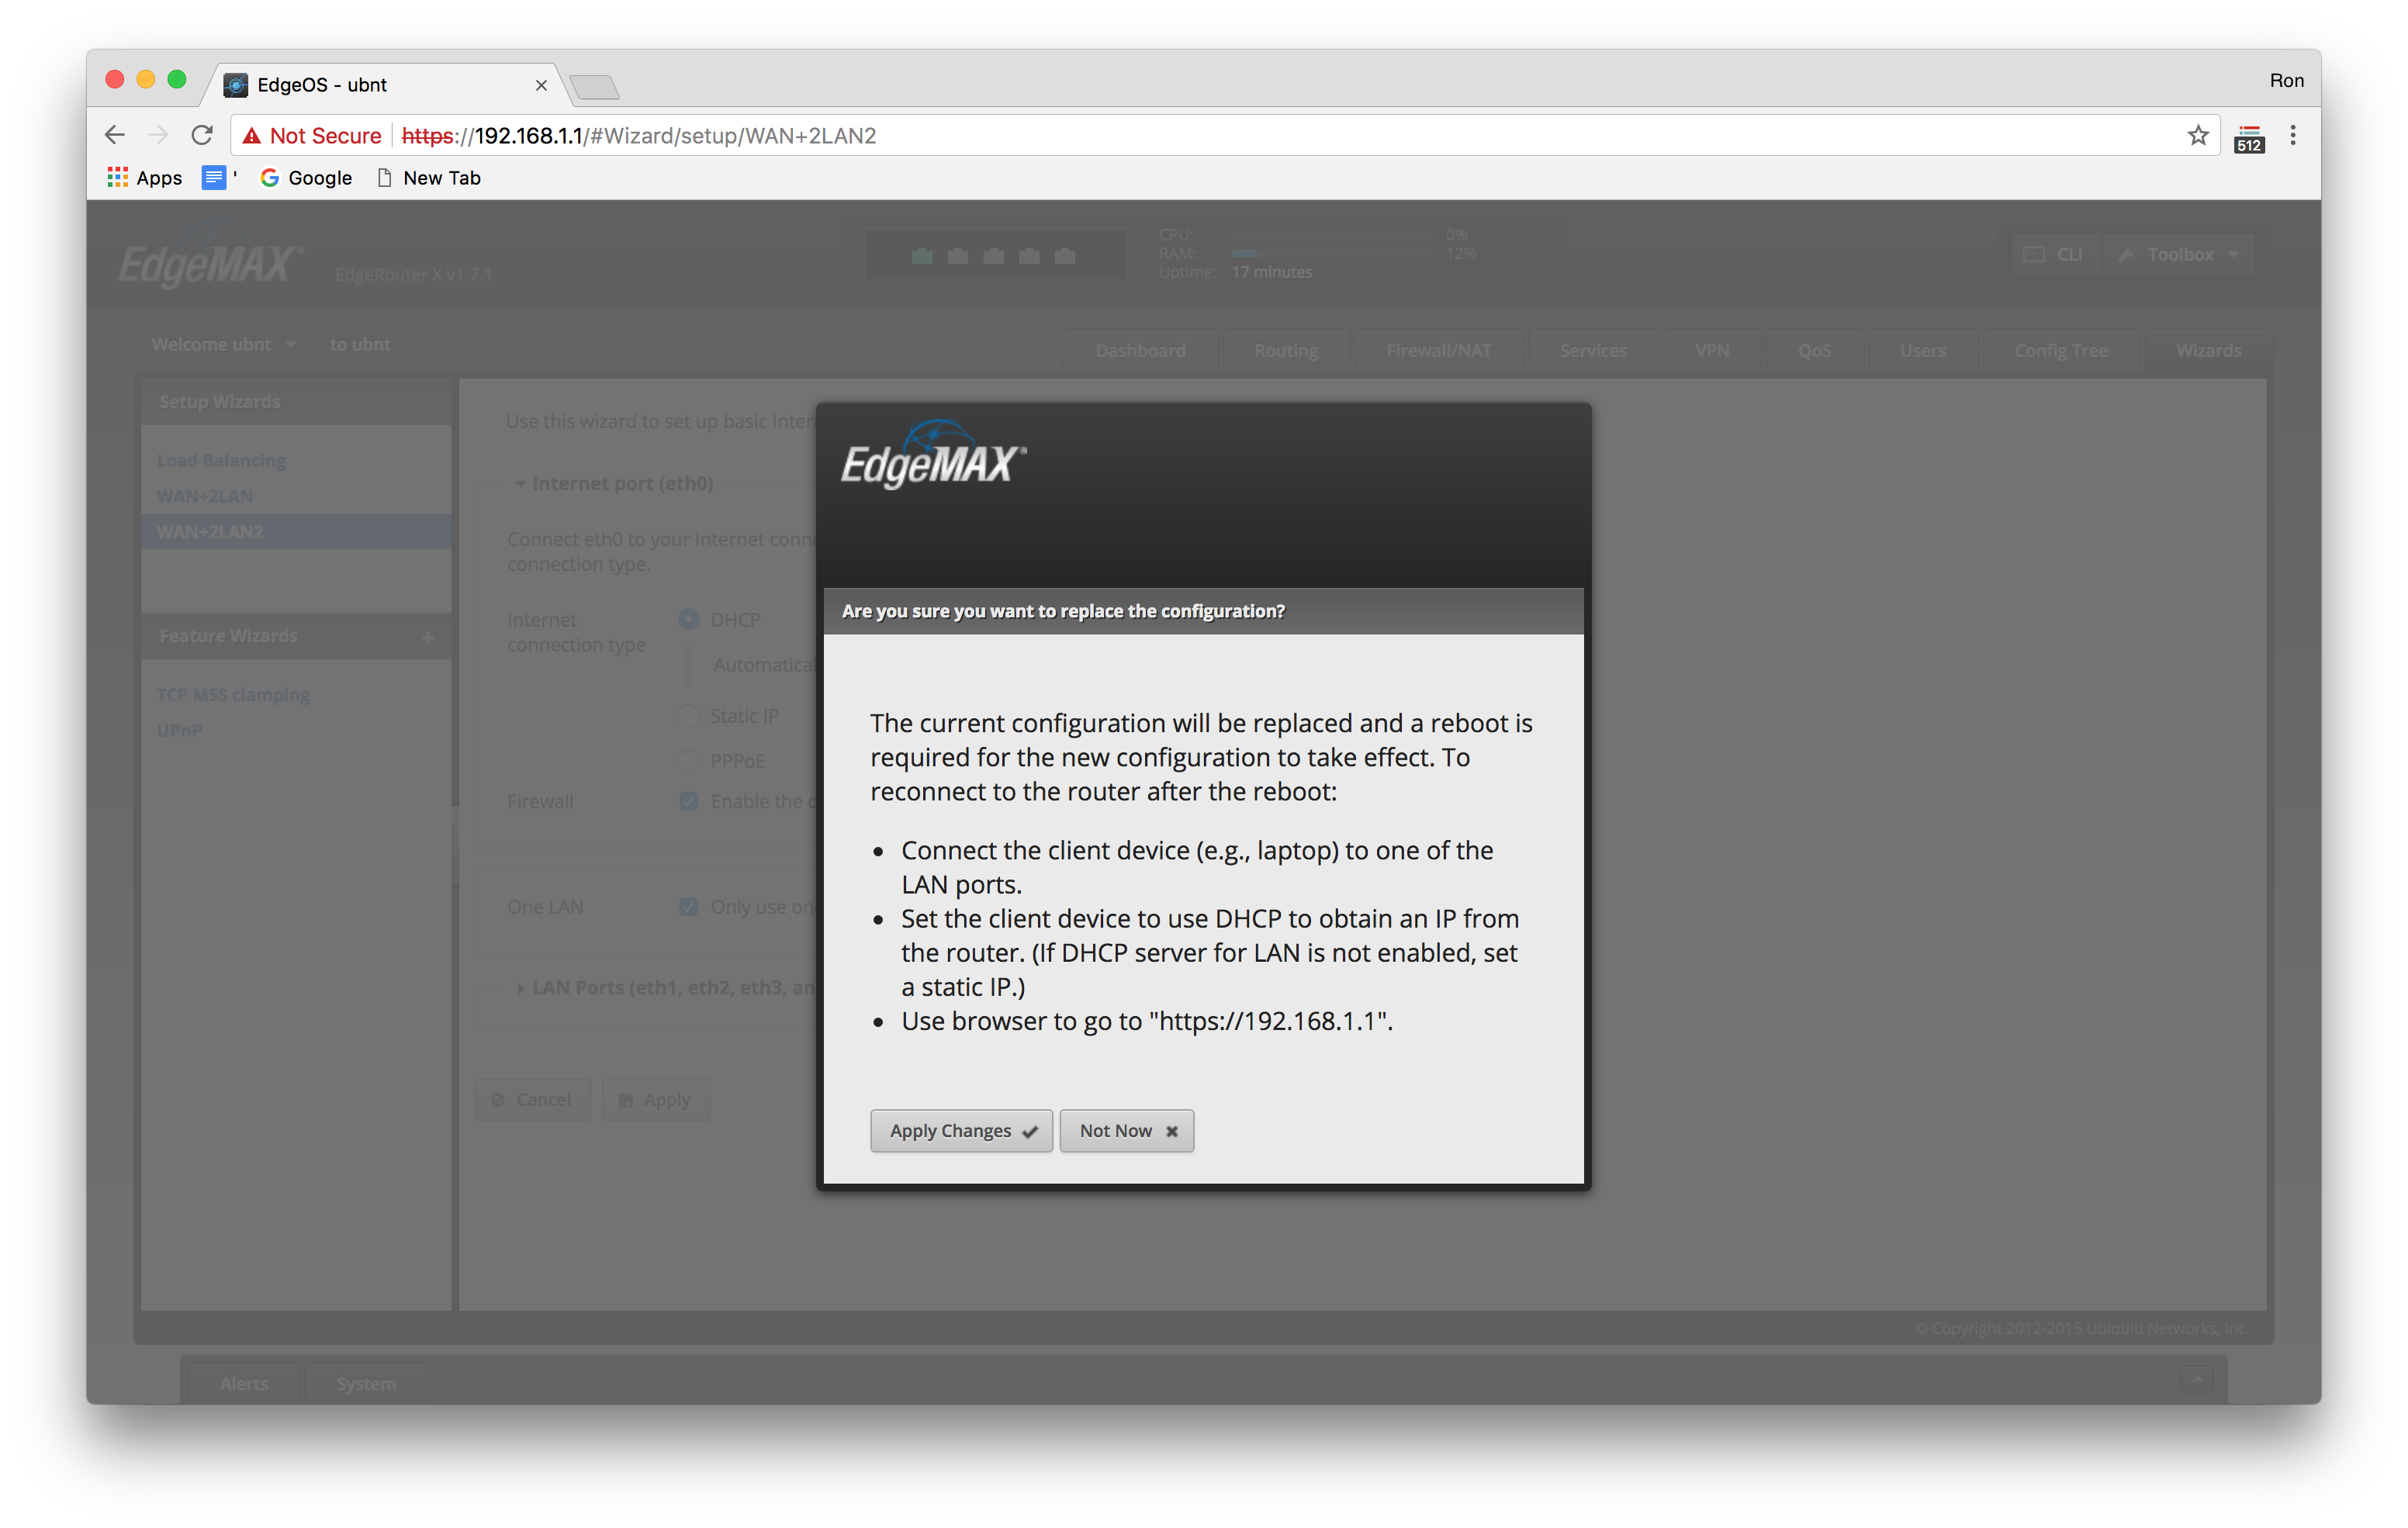 EdgeOS - ubnt
Ron
Not Secure https://192.168.1.1/#Wizard/setup/WAN+2LAN2
512
Apps ' Google New Tab
EdgeMAX® EdgeRouter X v1.7.1
CPU: 0%
RAM: 12%
Uptime: 17 minutes
CLI Toolbox
Welcome ubnt to ubnt
Dashboard Routing Firewall/NAT Services VPN QoS Users Config Tree Wizards
Setup Wizards
Load Balancing
WAN+2LAN
WAN+2LAN2
Feature Wizards +
TCP MSS clamping
UPnP
Use this wizard to set up basic
Internet port (eth0)
Connect eth0 to your Internet
connection type.
Internet
connection type
DHCP
Static IP
PPPoE
Firewall Enable the
One LAN Only use
LAN Ports (eth1, eth2, eth3,
Cancel Apply
EdgeMAX®
Are you sure you want to replace the configuration?
The current configuration will be replaced and a reboot is
required for the new configuration to take effect. To
reconnect to the router after the reboot:
• Connect the client device (e.g., laptop) to one of the
LAN ports.
• Set the client device to use DHCP to obtain an IP from
the router. (If DHCP server for LAN is not enabled, set
a static IP.)
• Use browser to go to "https://192.168.1.1".
Apply Changes Not Now
© Copyright 2012-2015 Ubiquiti Networks, Inc.
Alerts System